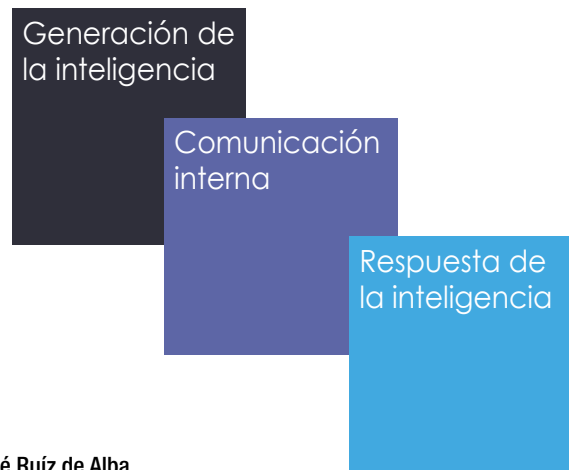 Generación de
la inteligencia
Comunicación
interna
Respuesta de
la inteligencia
Ruíz de Alba